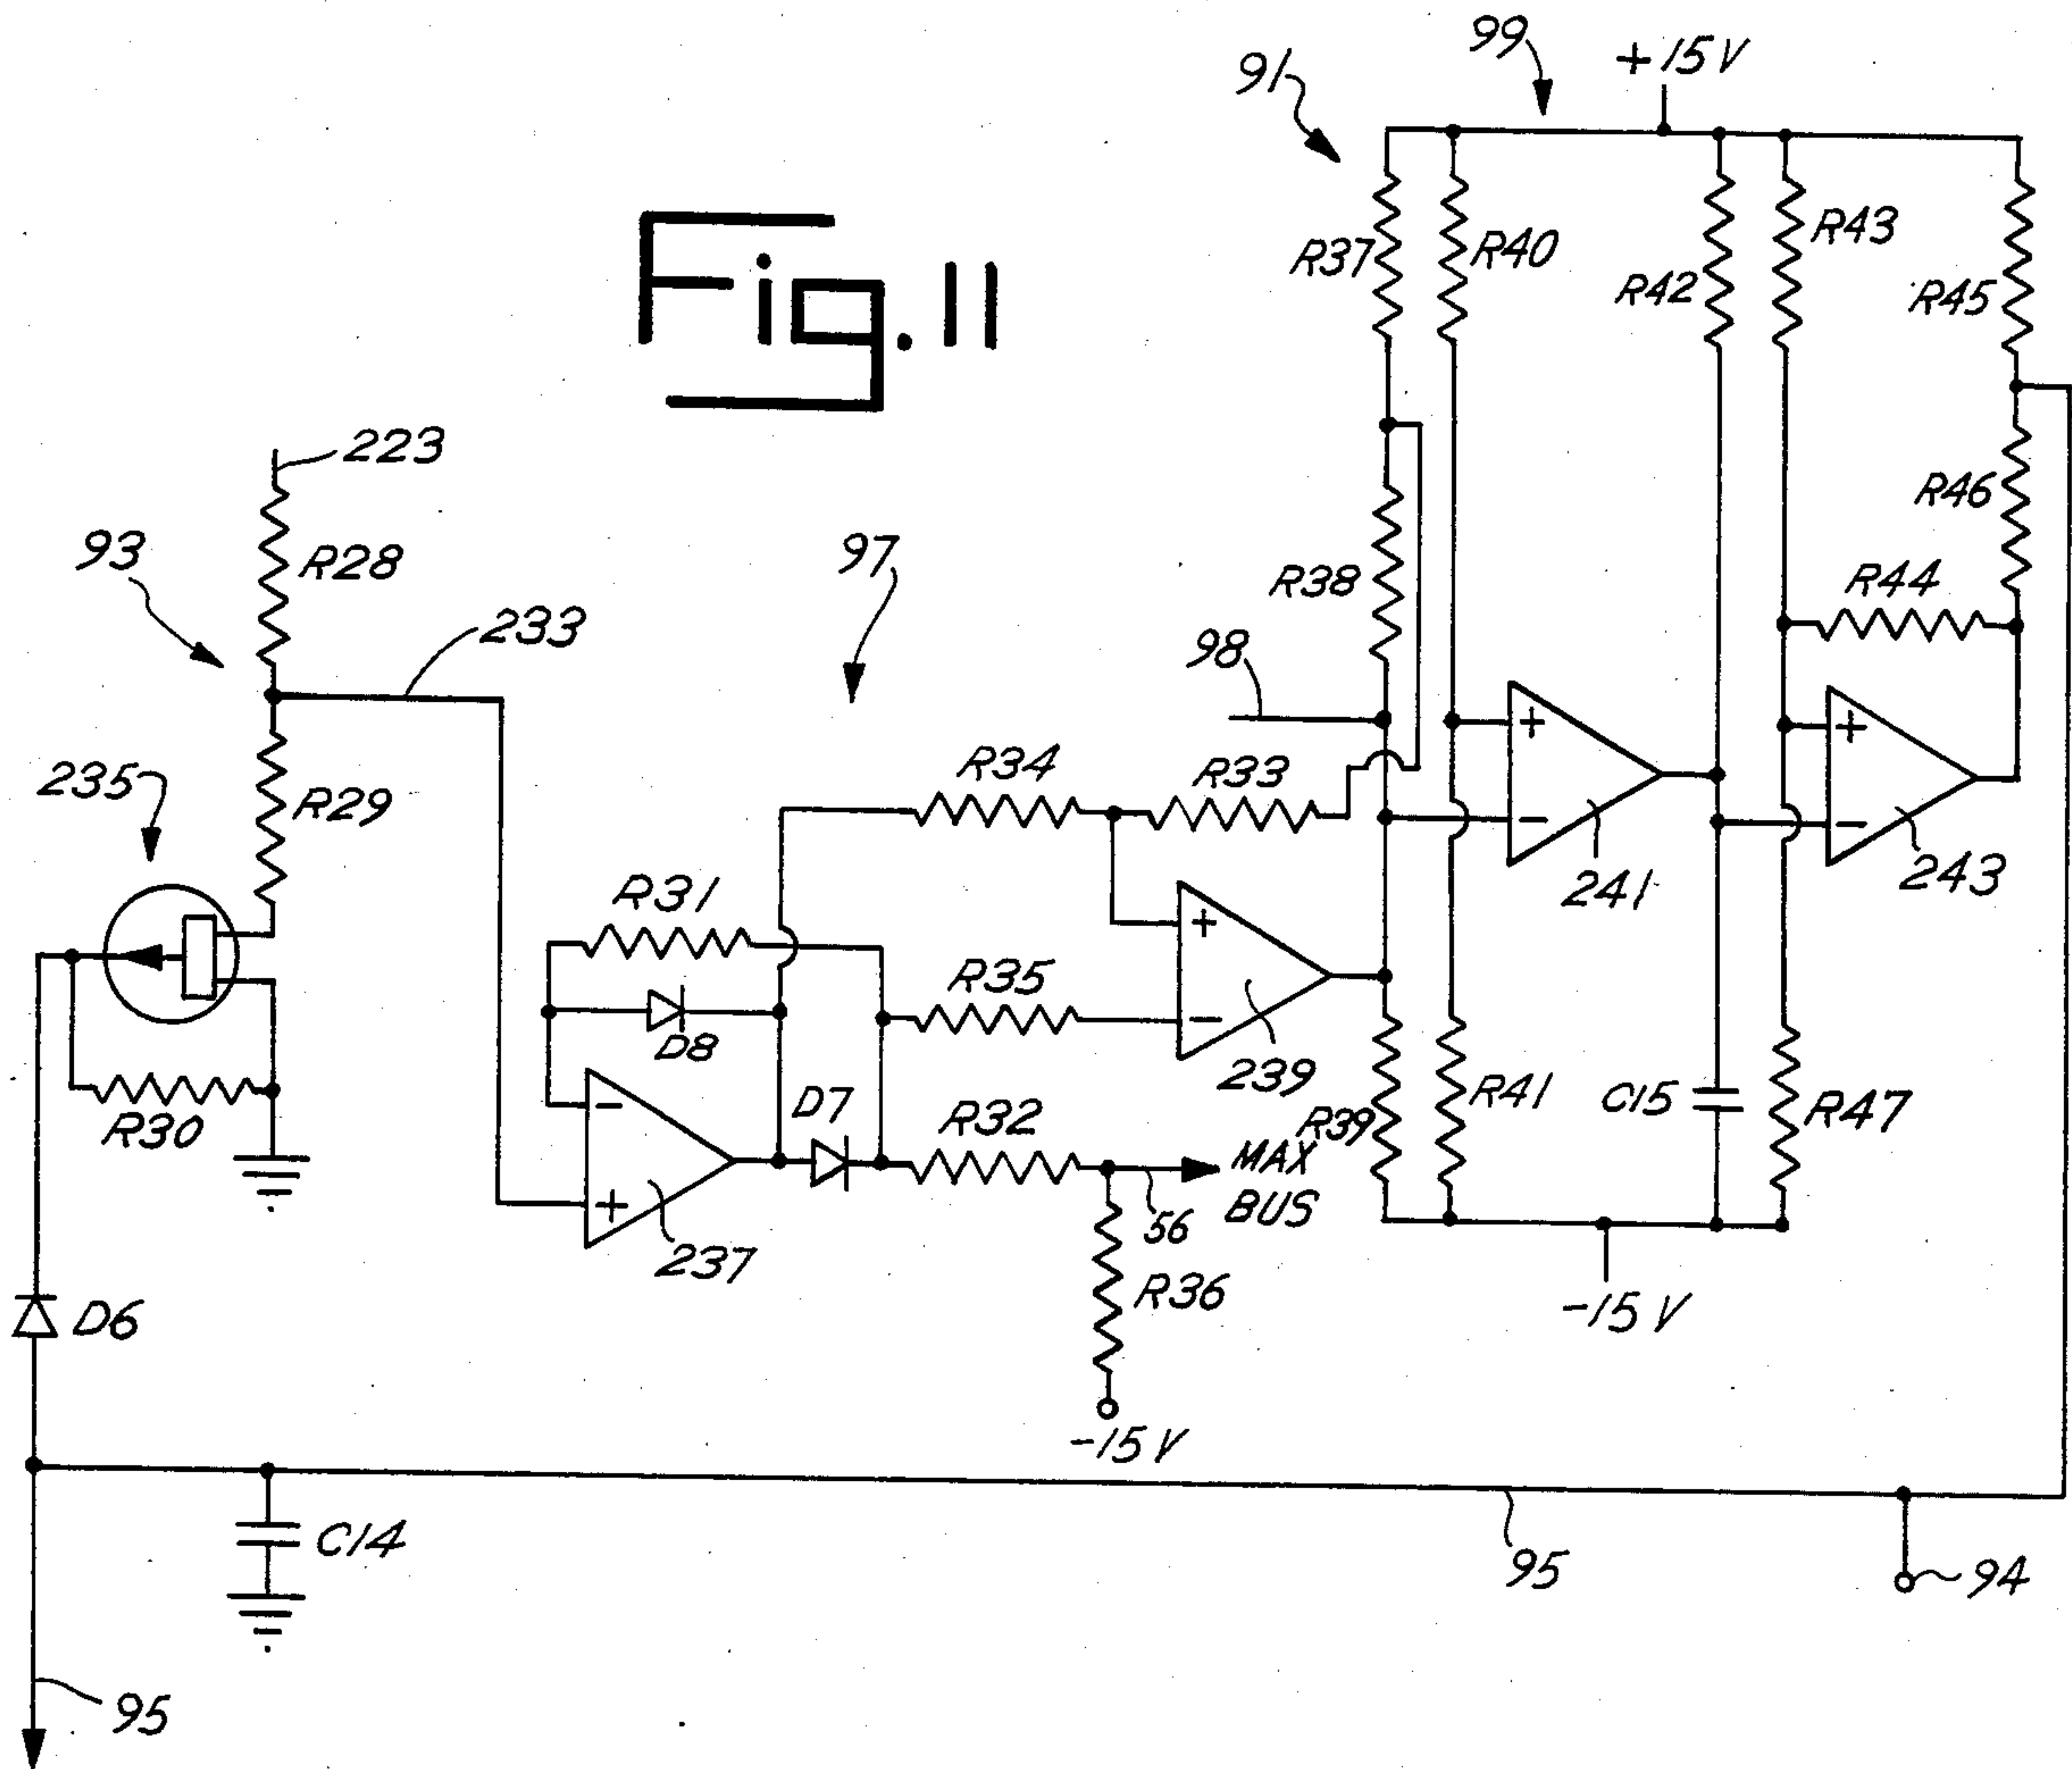 99
+15V
91
Fig.11
R37
R40
R42
R43
R45
223
93
R28
97
R38
R46
R44
233
98
235
R34
R33
+
+
R29
-
-
241
243
R31
+
R35
-
D8
239
R30
-
D7
R32
R39
R41
C15
R47
MAX
BUS
+
56
237
R36
-15V
D6
-15V
C14
95
94
95